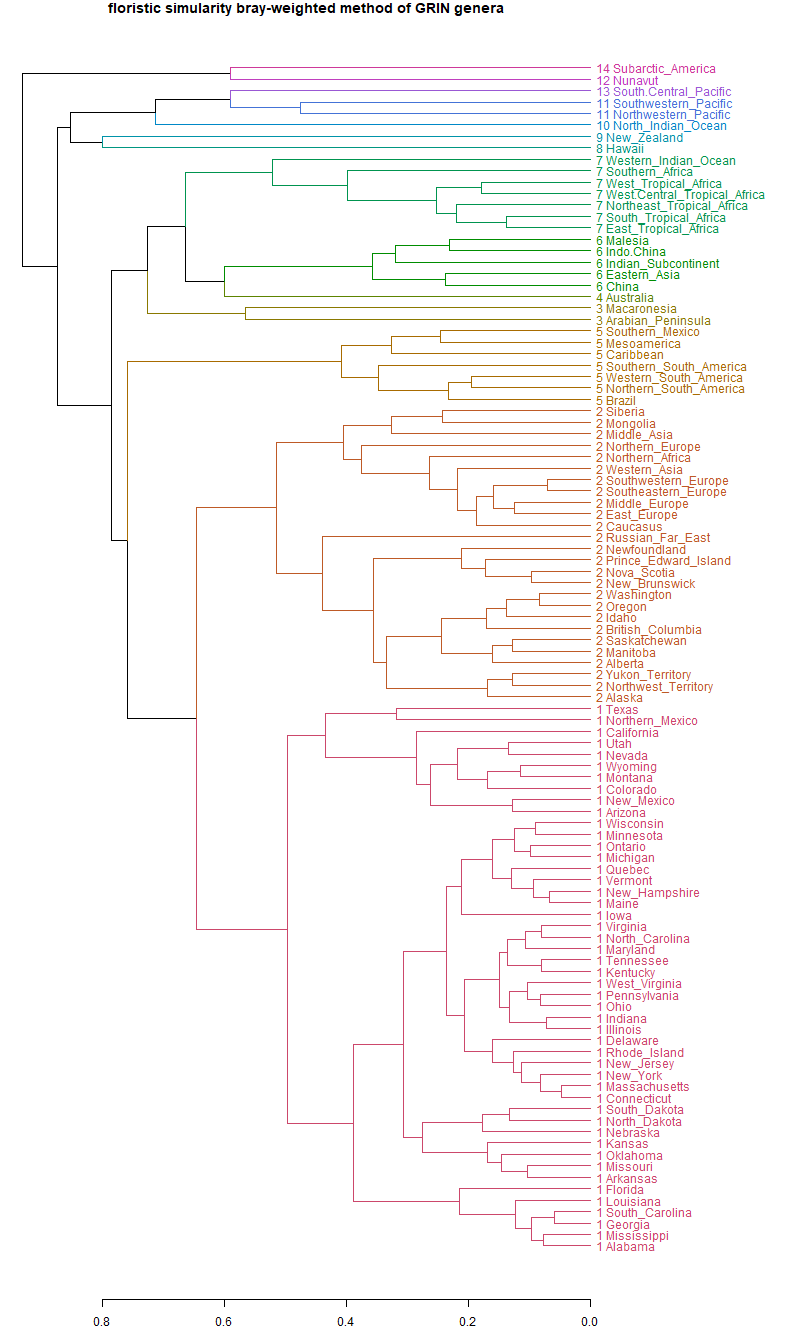 floristic simularity bray-weighted method of GRIN genera
14 Subarctic_America
12 Nunavut
13 South.Central_Pacific
11 Southwestern_Pacific
11 Northwestern_Pacific
10 North_Indian_Ocean
9 New_Zealand
8 Hawaii
7 Western_Indian_Ocean
7 Southern_Africa
7 West_Tropical_Africa
7 West.Central_Tropical_Africa
7 Northeast_Tropical_Africa
7 South_Tropical_Africa
7 East_Tropical_Africa
6 Malesia
6 Indo.China
6 Indian_Subcontinent
6 Eastern_Asia
6 China
4 Australia
3 Macaronesia
3 Arabian_Peninsula
5 Southern_Mexico
5 Mesoamerica
5 Caribbean
5 Southern_South_America
5 Western_South_America
5 Northern_South_America
5 Brazil
2 Siberia
2 Mongolia
2 Middle_Asia
2 Northern_Europe
2 Northern_Africa
2 Western_Asia
2 Southwestern_Europe
2 Southeastern_Europe
2 Middle_Europe
2 East_Europe
2 Caucasus
2 Russian_Far_East
2 Newfoundland
2 Prince_Edward_Island
2 Nova_Scotia
2 New_Brunswick
2 Washington
2 Oregon
2 Idaho
2 British_Columbia
2 Saskatchewan
2 Manitoba
2 Alberta
2 Yukon_Territory
2 Northwest_Territory
2 Alaska
1 Texas
1 Northern_Mexico
1 California
1 Utah
1 Nevada
1 Wyoming
1 Montana
1 Colorado
1 New_Mexico
1 Arizona
1 Wisconsin
1 Minnesota
1 Ontario
1 Michigan
1 Quebec
1 Vermont
1 New_Hampshire
1 Maine
1 Iowa
1 Virginia
1 North_Carolina
1 Maryland
1 Tennessee
1 Kentucky
1 West_Virginia
1 Pennsylvania
1 Ohio
1 Indiana
1 Illinois
1 Delaware
1 Rhode_Island
1 New_Jersey
1 New_York
1 Massachusetts
1 Connecticut
1 South_Dakota
1 North_Dakota
1 Nebraska
1 Kansas
1 Oklahoma
1 Missouri
1 Arkansas
1 Florida
1 Louisiana
1 South_Carolina
1 Georgia
1 Mississippi
1 Alabama
0.8 0.6 0.4 0.2 0.0